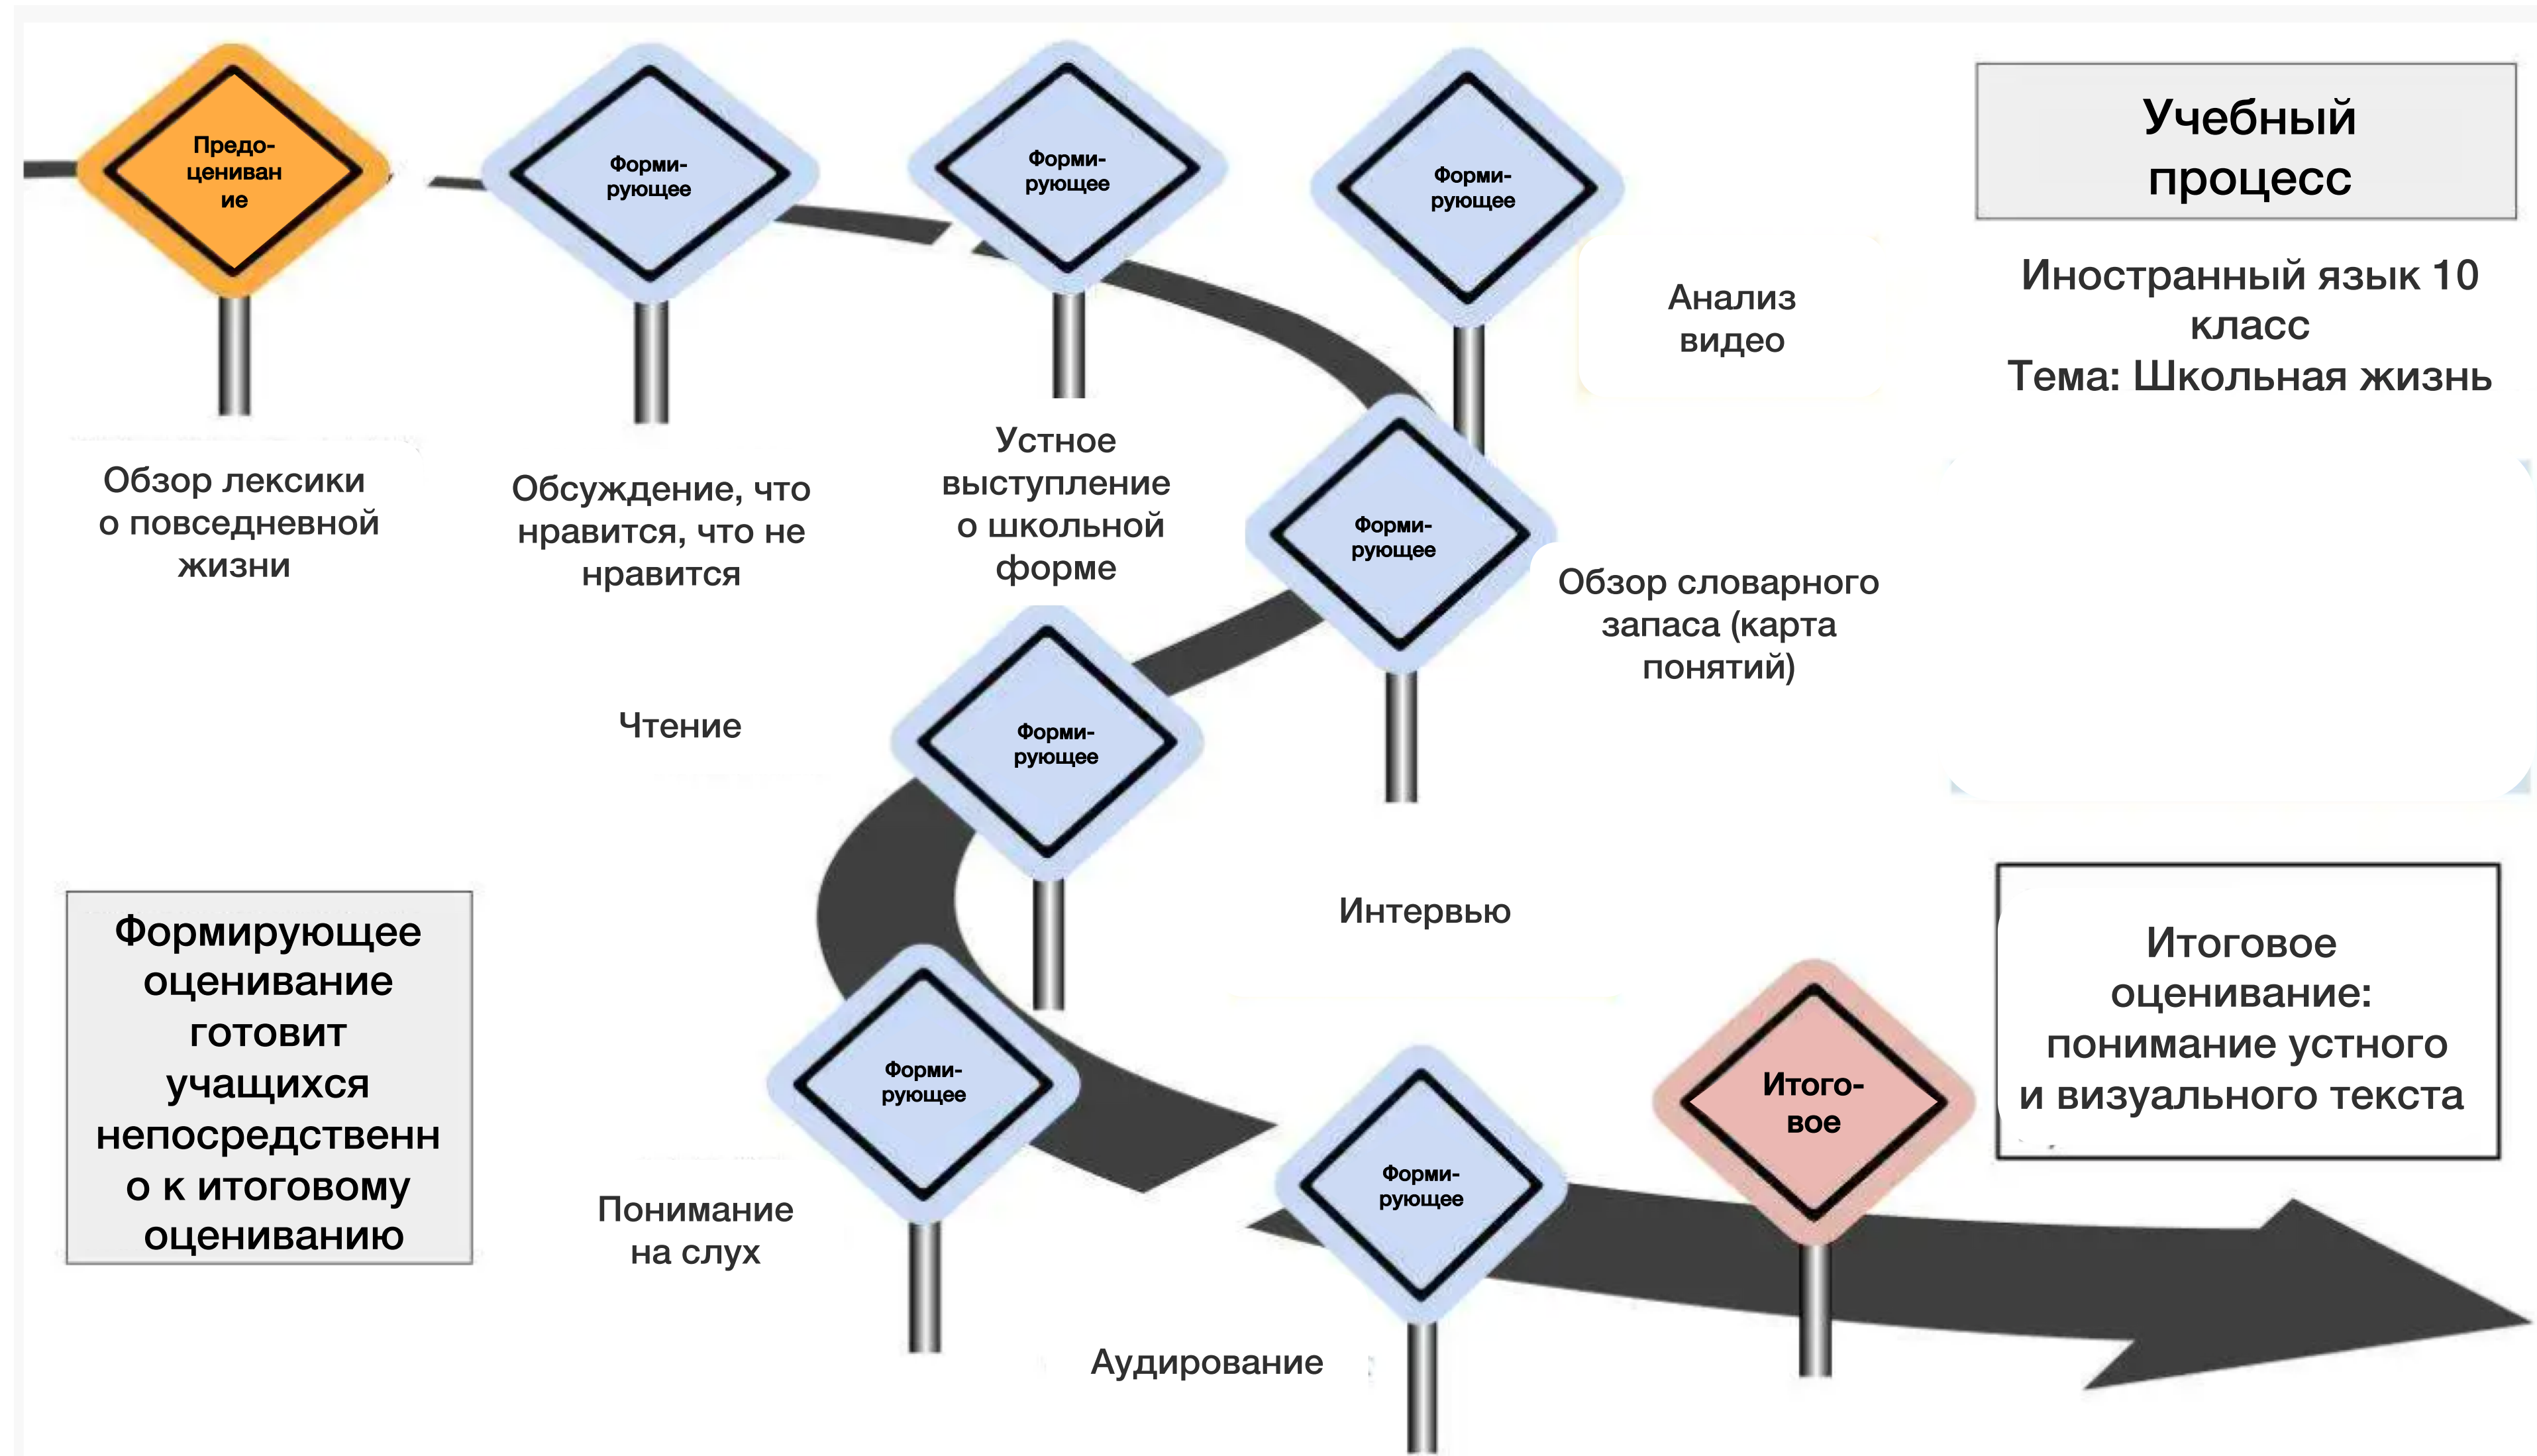 Предо-
ценивaн
ие
Форми-
рующее
Форми-
рующее
Форми-
рующее
Учебный
процесс
Иностранный язык 10
класс
Тема: Школьная жизнь
Анализ
видео
Обзор лексики
о повседневной
жизни
Обсуждение, что
нравится, что не
нравится
Устное
выступление
о школьной
форме
Форми-
рующее
Обзор словарного
запаса (карта
понятий)
Чтение
Форми-
рующее
Интервью
Формирующее
оценивание
готовит
учащихся
непосредственн
о к итоговому
оцениванию
Форми-
рующее
Понимание
на слух
Форми-
рующее
Аудирование
Итого-
вое
Итоговое
оценивание:
понимание устного
и визуального текста